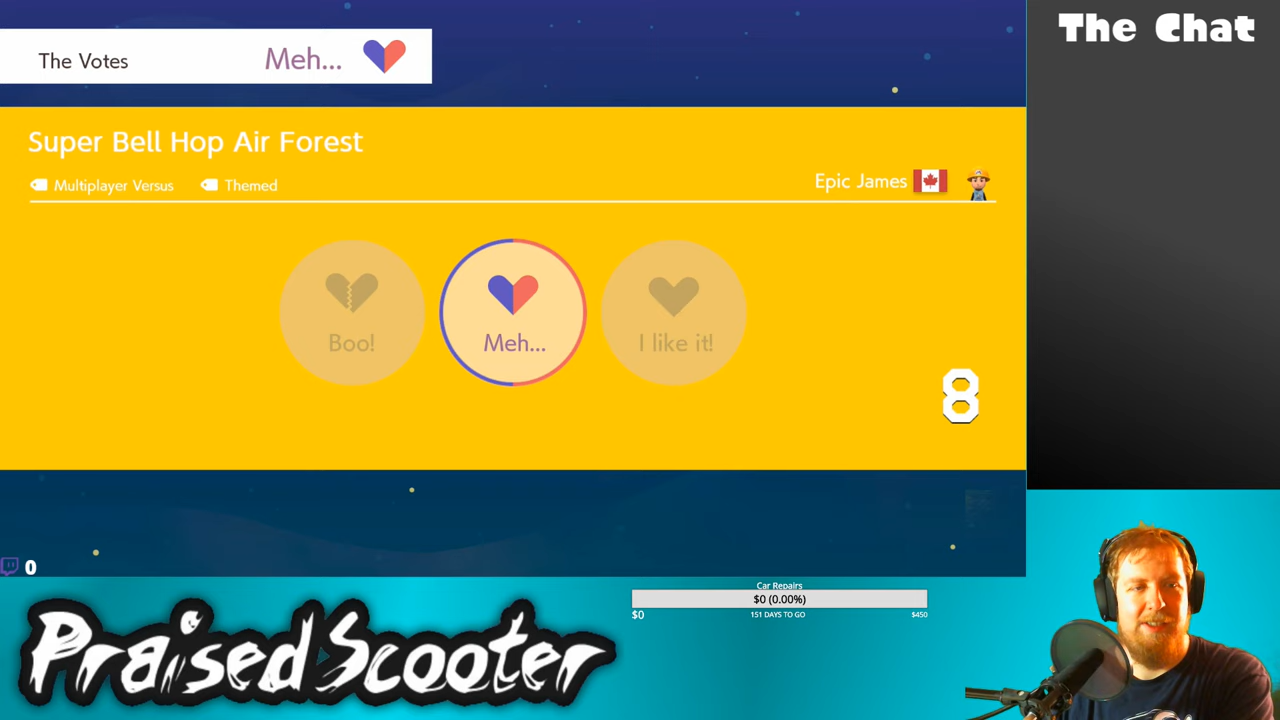 The Votes Meh...
The Chat
Super Bell Hop Air Forest
Multiplayer Versus Themed
Epic James
Boo! Meh... I like it!
8
0
Car Repairs
$0 (0.00%)
$0 151 DAYS TO GO $450
PraisedScooter